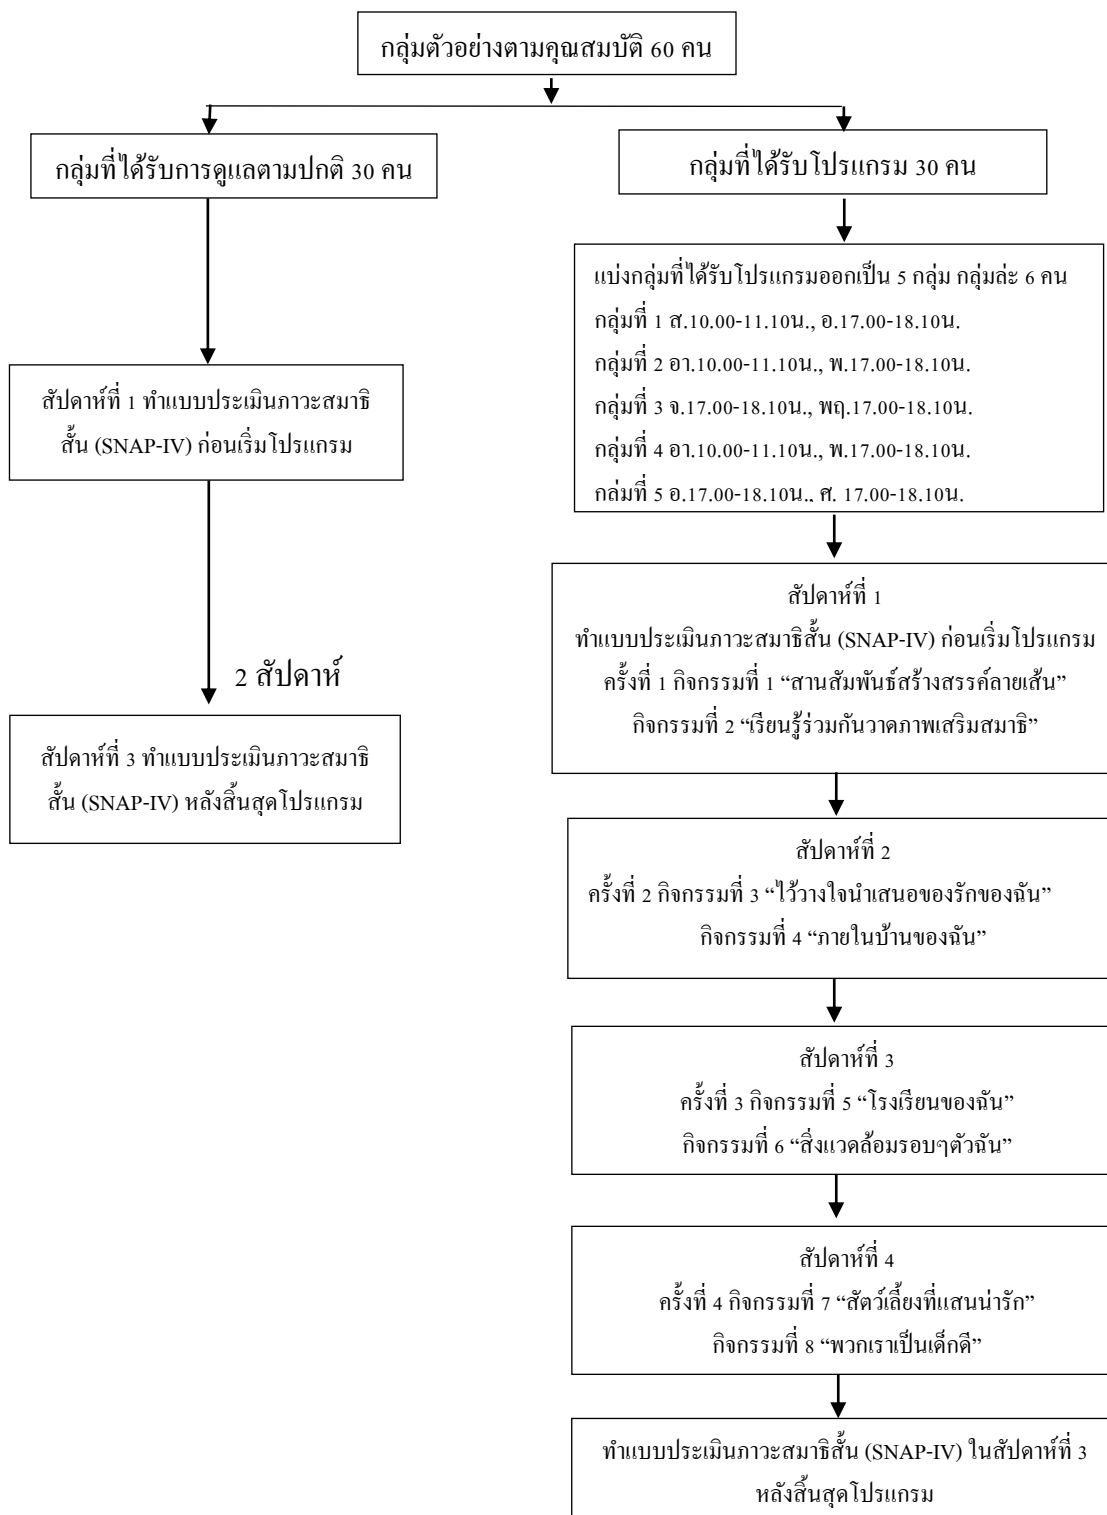 กลุ่มตัวอย่างตามคุณสมบัติ 60 คน
กลุ่มที่ได้รับการดูแลตามปกติ 30 คน
สัปดาห์ที่ 1 ทำแบบประเมินภาวะสมาธิ
สั้น (SNAP-IV) ก่อนเริ่มโปรแกรม
2 สัปดาห์
สัปดาห์ที่ 3 ทำแบบประเมินภาวะสมาธิ
สั้น (SNAP-IV) หลังสิ้นสุดโปรแกรม
กลุ่มที่ได้รับโปรแกรม 30 คน
แบ่งกลุ่มที่ได้รับโปรแกรมออกเป็น 5 กลุ่ม กลุ่มล่ะ 6 คน
กลุ่มที่ 1 ส.10.00-11.10น., อ.17.00-18.10น.
กลุ่มที่ 2 อา.10.00-11.10น., พ.17.00-18.10น.
กลุ่มที่ 3 จ.17.00-18.10น., พฤ.17.00-18.10น.
กลุ่มที่ 4 อา.10.00-11.10น., พ.17.00-18.10น.
กลุ่มที่ 5 อ.17.00-18.10น., ศ. 17.00-18.10น.
สัปดาห์ที่ 1
ทำแบบประเมินภาวะสมาธิสั้น (SNAP-IV) ก่อนเริ่มโปรแกรม
ครั้งที่ 1 กิจกรรมที่ 1 “สานสัมพันธ์สร้างสรรค์ลายเส้น”
กิจกรรมที่ 2 “เรียนรู้ร่วมกันวาดภาพเสริมสมาธิ”
สัปดาห์ที่ 2
ครั้งที่ 2 กิจกรรมที่ 3 “ไว้วางใจนำเสนอของรักของฉัน”
กิจกรรมที่ 4 “ภายในบ้านของฉัน”
สัปดาห์ที่ 3
ครั้งที่ 3 กิจกรรมที่ 5 “โรงเรียนของฉัน”
กิจกรรมที่ 6 “สิ่งแวดล้อมรอบๆตัวฉัน”
สัปดาห์ที่ 4
ครั้งที่ 4 กิจกรรมที่ 7 “สัตว์เลี้ยงที่แสนน่ารัก”
กิจกรรมที่ 8 “พวกเราเป็นเด็กดี”
ทำแบบประเมินภาวะสมาธิสั้น (SNAP-IV) ในสัปดาห์ที่ 3
หลังสิ้นสุดโปรแกรม